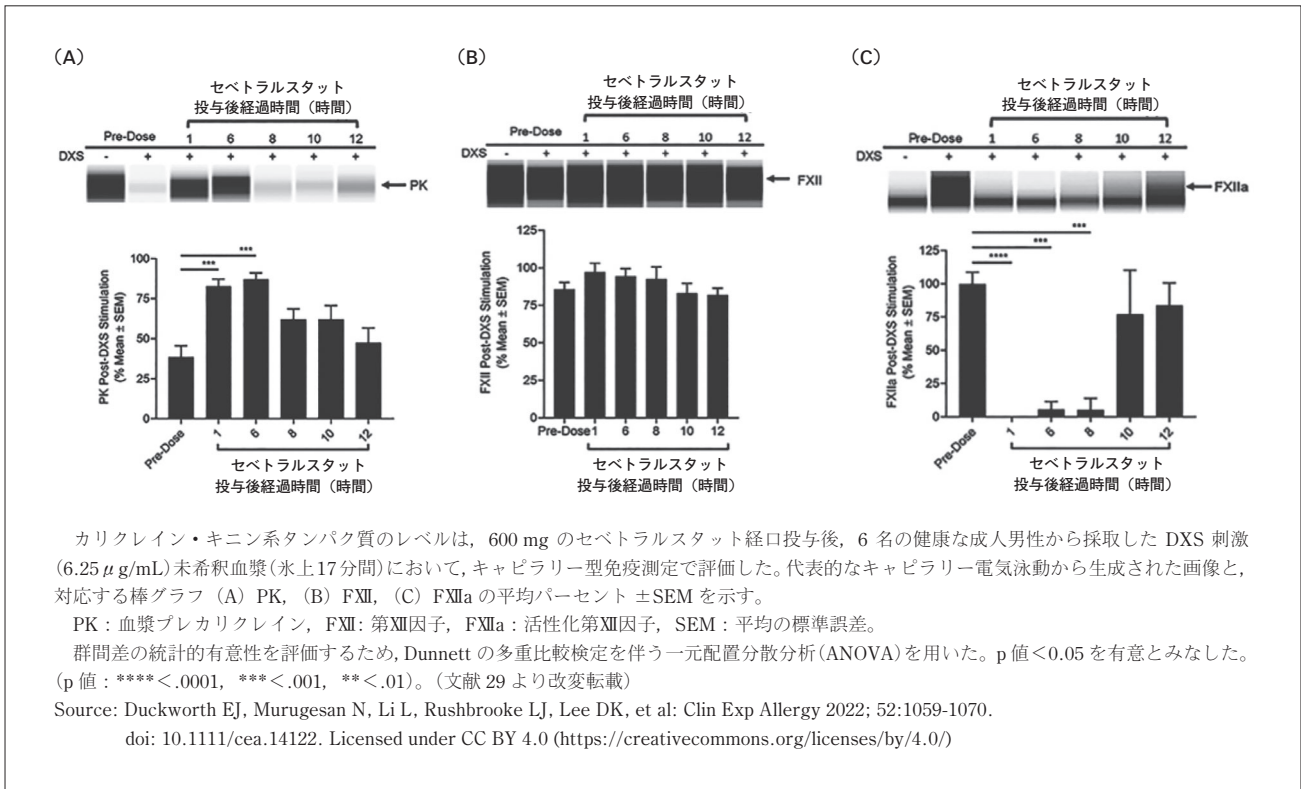 (A)
セベトラルスタット
投与後経過時間（時間）
Pre-Dose 1 6 8 10 12
DXS - + + + + + +
PK
PK Post-DXS Stimulation
(% Mean ± SEM)
100
75
50
25
0
*** ***
Pre-Dose 1 6 8 10 12
セベトラルスタット
投与後経過時間（時間）
(B)
セベトラルスタット
投与後経過時間（時間）
Pre-Dose 1 6 8 10 12
DXS - + + + + + +
FXII
FXII Post-DXS Stimulation
(% Mean ± SEM)
125
100
75
50
25
0
Pre-Dose 1 6 8 10 12
セベトラルスタット
投与後経過時間（時間）
(C)
セベトラルスタット
投与後経過時間（時間）
Pre-Dose 1 6 8 10 12
DXS - + + + + + +
FXIIa
FXIIa Post-DXS Stimulation
(% Mean ± SEM)
125
100
75
50
25
0
*** *** ****
Pre-Dose 1 6 8 10 12
セベトラルスタット
投与後経過時間（時間）
カリクレイン・キニン系タンパク質のレベルは，600 mg のセベトラルスタット経口投与後，6 名の健康な成人男性から採取した DXS 刺激
(6.25 μg/mL)未希釈血漿(氷上17分間)において，キャピラリー型免疫測定で評価した。代表的なキャピラリー電気泳動から生成された画像と，
対応する棒グラフ（A）PK，（B）FⅫ，（C）FⅫa の平均パーセント ±SEM を示す。
PK：血漿プレカリクレイン，FⅫ：第Ⅻ因子，FⅫa：活性化第Ⅻ因子，SEM：平均の標準誤差。
群間差の統計的有意性を評価するため，Dunnett の多重比較検定を伴う一元配置分散分析(ANOVA)を用いた。p 値＜0.05 を有意とみなした。
(p 値：****＜.0001，***＜.001，**＜.01)。（文献 29 より改変転載）
Source: Duckworth EJ, Murugesan N, Li L, Rushbrooke LJ, Lee DK, et al: Clin Exp Allergy 2022; 52:1059-1070.
doi: 10.1111/cea.14122. Licensed under CC BY 4.0 (https://creativecommons.org/licenses/by/4.0/)